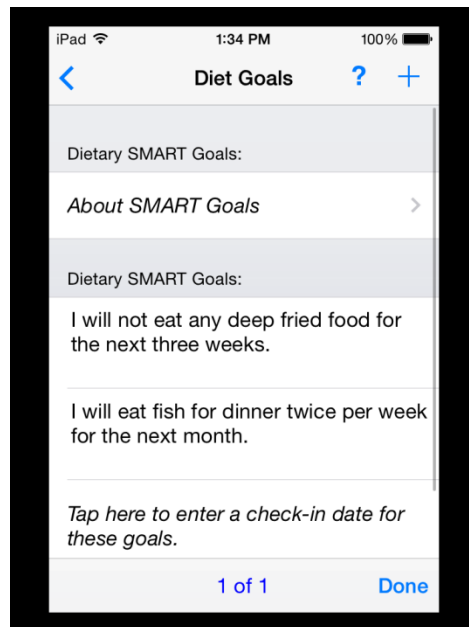 iPad 1:34 PM 100%
Diet Goals ? +
Dietary SMART Goals:
About SMART Goals
Dietary SMART Goals:
I will not eat any deep fried food for
the next three weeks.
I will eat fish for dinner twice per week
for the next month.
Tap here to enter a check-in date for
these goals.
1 of 1 Done